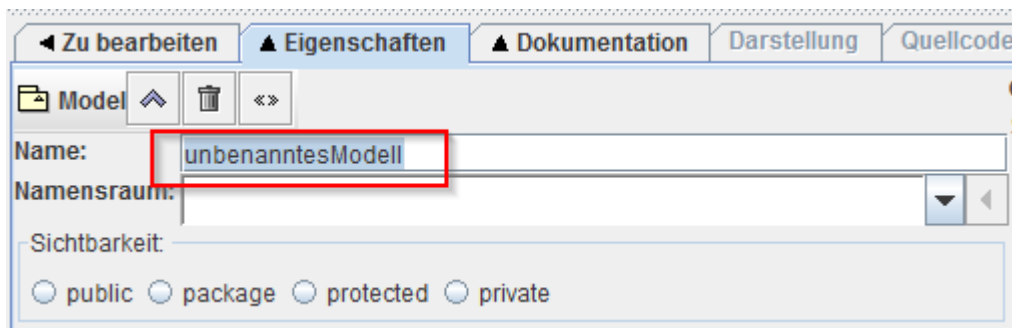 Zu bearbeiten Eigenschaften Dokumentation Darstellung Quellcode
Model «»
Name: unbenanntesModell
Namensraum:
Sichtbarkeit:
public package protected private